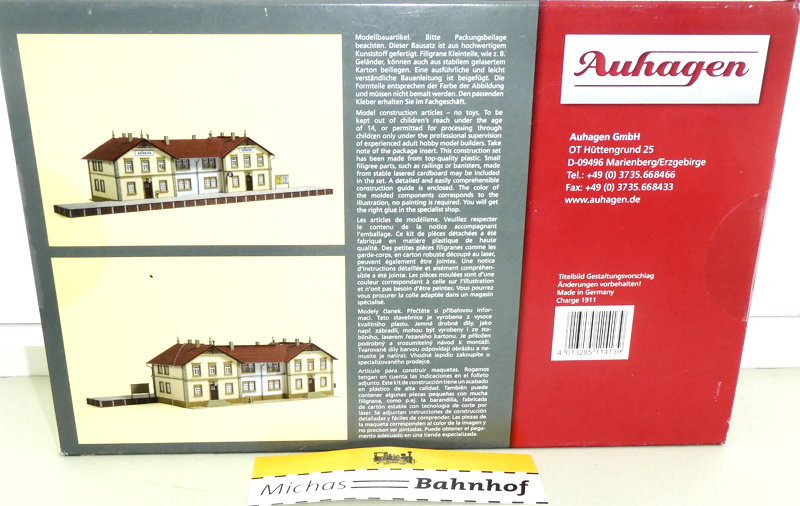 Modellbauartikel. Bitte Packungsbeilage
beachten. Dieser Bausatz ist aus hochwertigem
Kunststoff gefertigt. Filigrane Kleinteile, wie z. B.
Geländer, können auch aus stabilem gelasertem
Karton beiliegen. Eine ausführliche und leicht
verständliche Bauanleitung ist beigefügt. Die
Formteile entsprechen der Farbe der Abbildung
und müssen nicht bemalt werden. Den passenden
Kleber erhalten Sie im Fachgeschäft.
Model construction articles – no toys. To be
kept out of children's reach under the age
of 14, or permitted for processing through
children only under the professional supervision
of experienced adult hobby model builders. Take
note of the package insert. This construction set
has been made from top-quality plastic. Small
filigree parts, such as railings or banisters, made
from stable lasered cardboard may be included
in the set. A detailed and easily comprehensible
construction guide is enclosed. The color of
the molded components corresponds to the
illustration, no painting is required. You will get
the right glue in the specialist shop.
Les articles de modélisme. Veuillez respecter
le contenu de la notice accompagnant
l'emballage. Ce kit de pièces détachées a été
fabriqué en matière plastique de haute
qualité. Des petites pièces filigranes comme les
garde-corps, en carton robuste découpé au laser,
peuvent également être jointes. Une notice
d'instructions détaillée et aisément compréhen-
sible a été jointe. Les pièces moulées sont d'une
couleur correspondant à celle sur l'illustration
et n'ont pas besoin d'être peintes. Vous pourrez
vous procurer la colle adaptée dans un magasin
spécialisé.
Modely článek. Přečtěte si příbalovou infor-
maci. Tato stavebnice je vyrobena z vysoce
kvalitního plastu. Jemné drobné díly, jako
např. zábradlí, mohou být vyrobeny i ze sta-
bilního, laserem řezaného kartonu. Je přiložen
podrobný a srozumitelný návod k montáži.
Tvarované díly barvou odpovídají obrázku a ne-
musíte je natírat. Vhodné lepidlo zakoupíte u
specializovaného prodejce.
Artículo para construir maquetas. Rogamos
tengan en cuenta las indicaciones en el folleto
adjunto. Este kit de construcción tiene un acabado
en plástico de alta calidad. También puede
contener algunas piezas pequeñas con mucha
filigrana, como p.ej. la barandilla, fabricada
de cartón estable con tecnología de corte por
láser. Se adjuntan instrucciones de construcción
detalladas y fáciles de comprender. Las piezas de
la maqueta corresponden al color de la imagen y
no precisan ser pintadas. Puede obtener el pega-
mento adecuado en una tienda especializada.
Auhagen
Auhagen GmbH
OT Hüttengrund 25
D-09496 Marienberg/Erzgebirge
Tel.: +49 (0) 3735.668466
Fax: +49 (0) 3735.668433
www.auhagen.de
Titelbild Gestaltungsvorschlag
Änderungen vorbehalten!
Made in Germany
Charge 1911
4 013285 114139
Michas Bahnhof